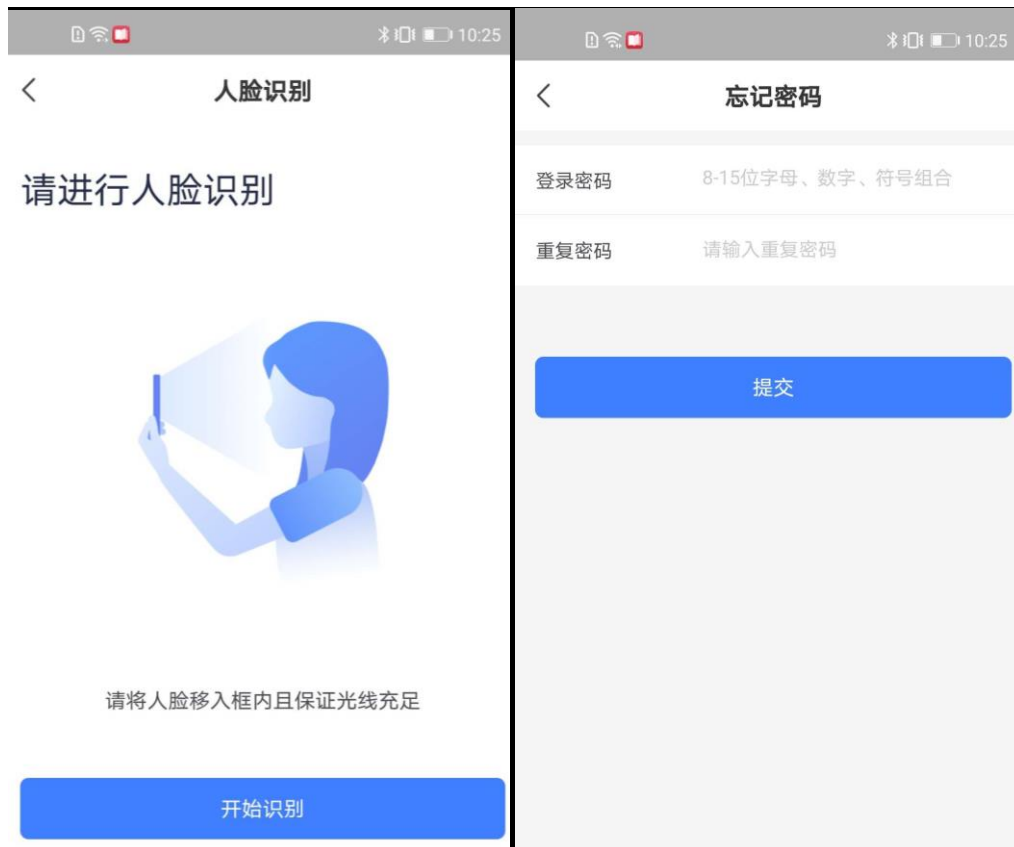 10:25
人脸识别
请进行人脸识别
请将人脸移入框内且保证光线充足
开始识别
10:25
忘记密码
登录密码 8-15位字母、数字、符号组合
重复密码 请输入重复密码
提交